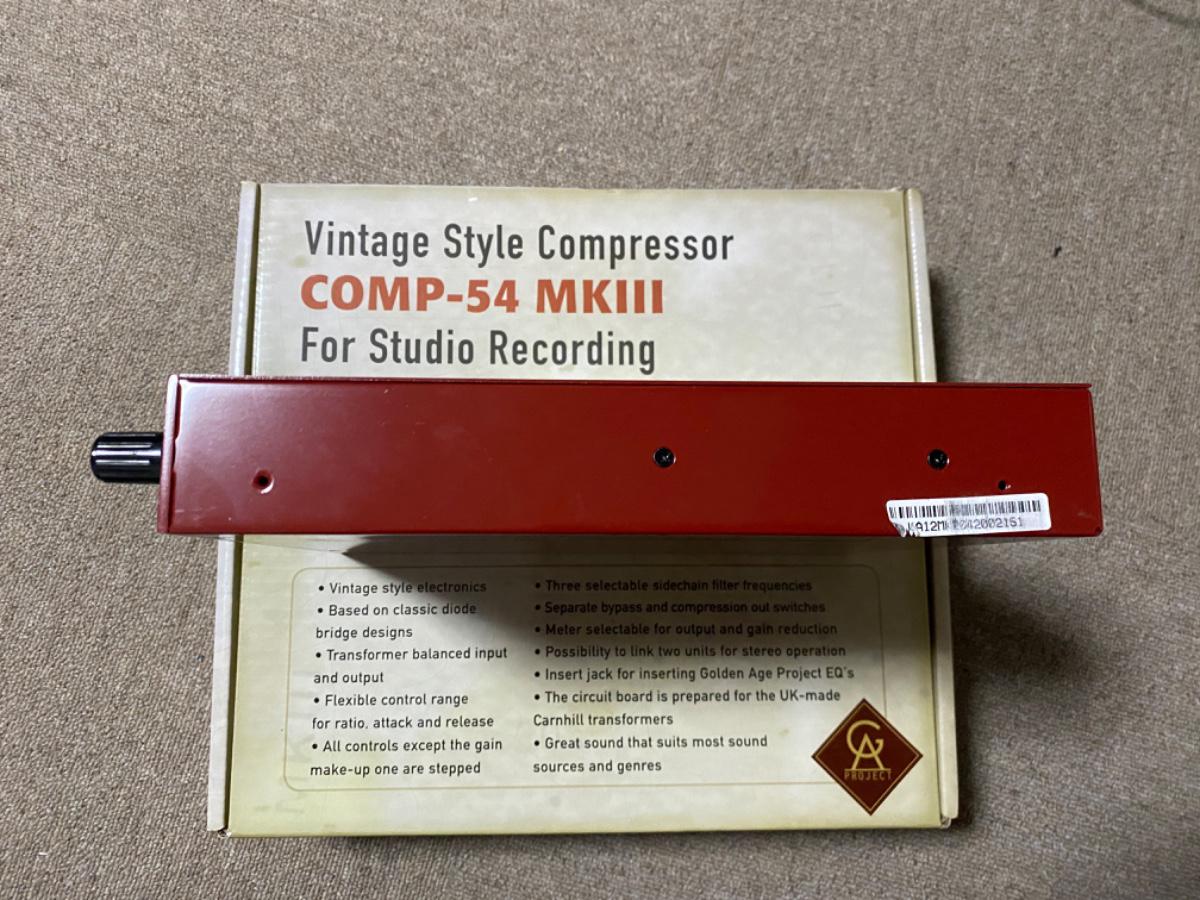 Vintage Style Compressor
COMP-54 MKIII
For Studio Recording
• Vintage style electronics
• Based on classic diode
bridge designs
• Transformer balanced input
and output
• Flexible control range
for ratio, attack and release
• All controls except the gain
make-up one are stepped
• Three selectable sidechain filter frequencies
• Separate bypass and compression out switches
• Meter selectable for output and gain reduction
• Possibility to link two units for stereo operation
• Insert jack for inserting Golden Age Project EQ's
• The circuit board is prepared for the UK-made
Carnhill transformers
• Great sound that suits most sound
sources and genres
GA
PROJECT